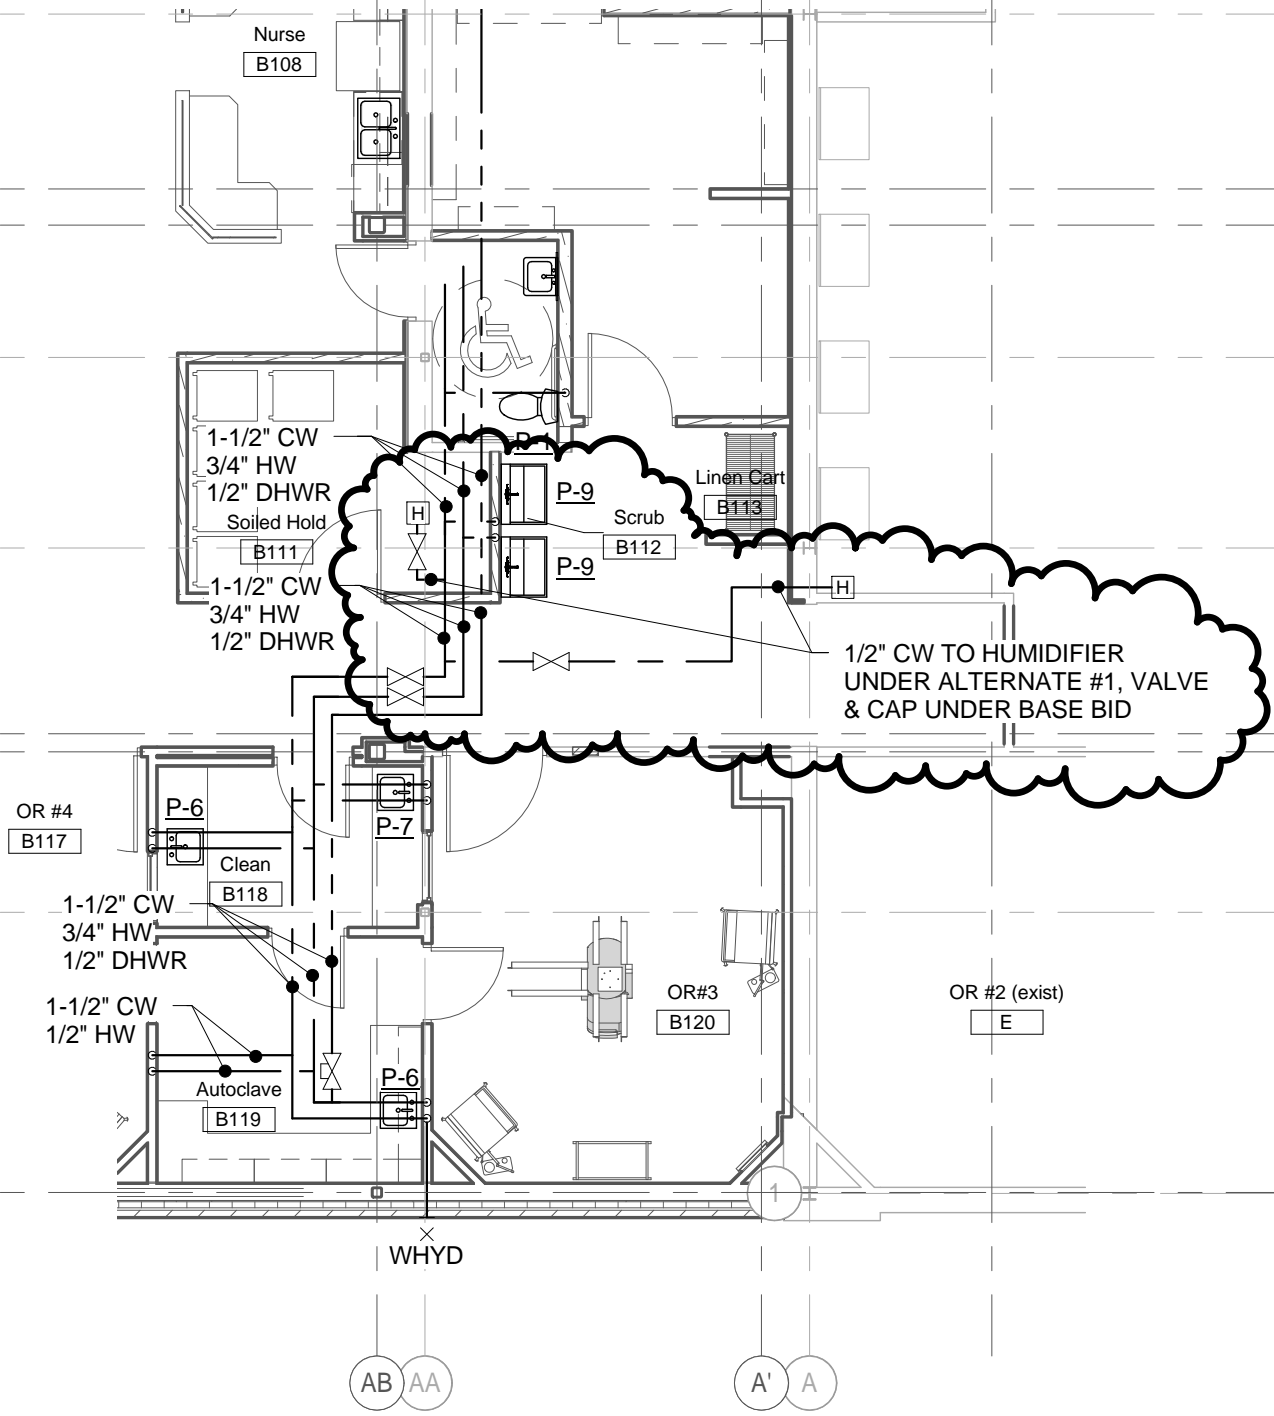 Nurse
B108
1-1/2" CW
3/4" HW
1/2" DHWR
P-1
P-9
Linen Cart
B113
H
Scrub
B112
Soiled Hold
B111
P-9
1-1/2" CW
3/4" HW
1/2" DHWR
H
1/2" CW TO HUMIDIFIER
UNDER ALTERNATE #1, VALVE
& CAP UNDER BASE BID
OR #4
B117
P-6
P-7
Clean
B118
1-1/2" CW
3/4" HW
1/2" DHWR
1-1/2" CW
1/2" HW
OR#3
B120
OR #2 (exist)
E
Autoclave
B119
P-6
1
WHYD
AB
AA
A'
A